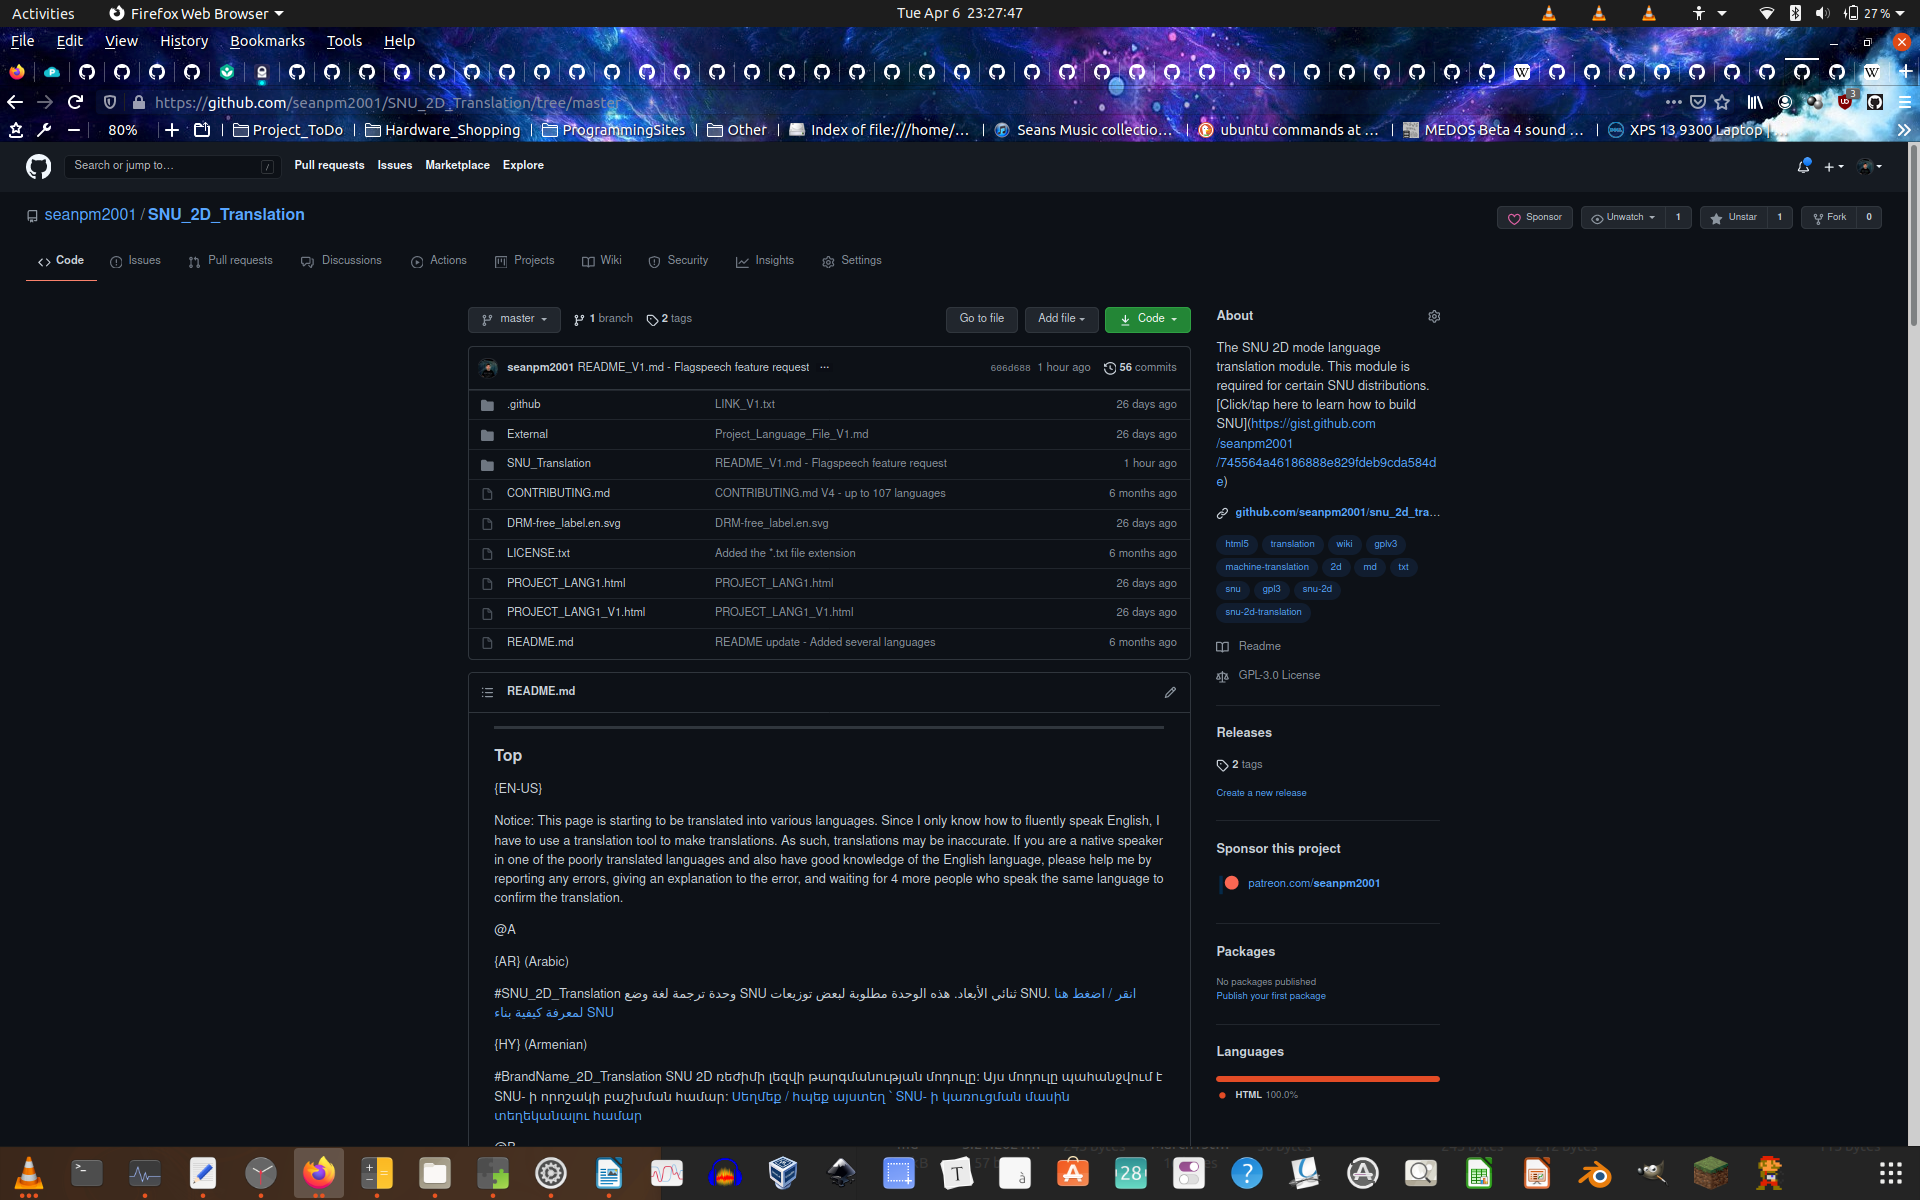 Activities
Firefox Web Browser
Tue Apr 6 23:27:47
27 %
File Edit View History Bookmarks Tools Help
https://github.com/seanpm2001/SNU_2D_Translation/tree/master
3
80%
Project_ToDo
Hardware_Shopping
ProgrammingSites
Other
Index of file:///home/...
Seans Music collectio...
ubuntu commands at ...
MEDOS Beta 4 sound ...
XPS 13 9300 Laptop
Search or jump to...
/
Pull requests Issues Marketplace Explore
seanpm2001 / SNU_2D_Translation
Sponsor
Unwatch 1
Unstar 1
Fork 0
Code
Issues
Pull requests
Discussions
Actions
Projects
Wiki
Security
Insights
Settings
master
1 branch
2 tags
Go to file
Add file
Code
seanpm2001 README_V1.md - Flagspeech feature request ... 606d688 1 hour ago 56 commits
.github LINK_V1.txt 26 days ago
External Project_Language_File_V1.md 26 days ago
SNU_Translation README_V1.md - Flagspeech feature request 1 hour ago
CONTRIBUTING.md CONTRIBUTING.md V4 - up to 107 languages 6 months ago
DRM-free_label.en.svg DRM-free_label.en.svg 26 days ago
LICENSE.txt Added the *.txt file extension 6 months ago
PROJECT_LANG1.html PROJECT_LANG1.html 26 days ago
PROJECT_LANG1_V1.html PROJECT_LANG1_V1.html 26 days ago
README.md README update - Added several languages 6 months ago
README.md
Top
{EN-US}
Notice: This page is starting to be translated into various languages. Since I only know how to fluently speak English, I
have to use a translation tool to make translations. As such, translations may be inaccurate. If you are a native speaker
in one of the poorly translated languages and also have good knowledge of the English language, please help me by
reporting any errors, giving an explanation to the error, and waiting for 4 more people who speak the same language to
confirm the translation.
@A
{AR} (Arabic)
#SNU_2D_Translation وحدة ترجمة لغة وضع SNU ثنائي الأبعاد. هذه الوحدة مطلوبة لبعض توزيعات SNU. انقر / اضغط هنا
لمعرفة كيفية بناء SNU
{HY} (Armenian)
#BrandName_2D_Translation SNU 2D ռեժիմի լեզվի թարգմանության մոդուլը: Այս մոդուլը պահանջվում է
SNU- ի որոշակի բաշխման համար: Սեղմեք / հպեք այստեղ ՝ SNU- ի կառուցման մասին
տեղեկանալու համար
About
The SNU 2D mode language
translation module. This module is
required for certain SNU distributions.
[Click/tap here to learn how to build
SNU](https://gist.github.com
/seanpm2001
/745564a46186888e829fdeb9cda584d
e)
github.com/seanpm2001/snu_2d_tra...
html5 translation wiki gplv3
machine-translation 2d md txt
snu gpl3 snu-2d
snu-2d-translation
Readme
GPL-3.0 License
Releases
2 tags
Create a new release
Sponsor this project
patreon.com/seanpm2001
Packages
No packages published
Publish your first package
Languages
HTML 100.0%